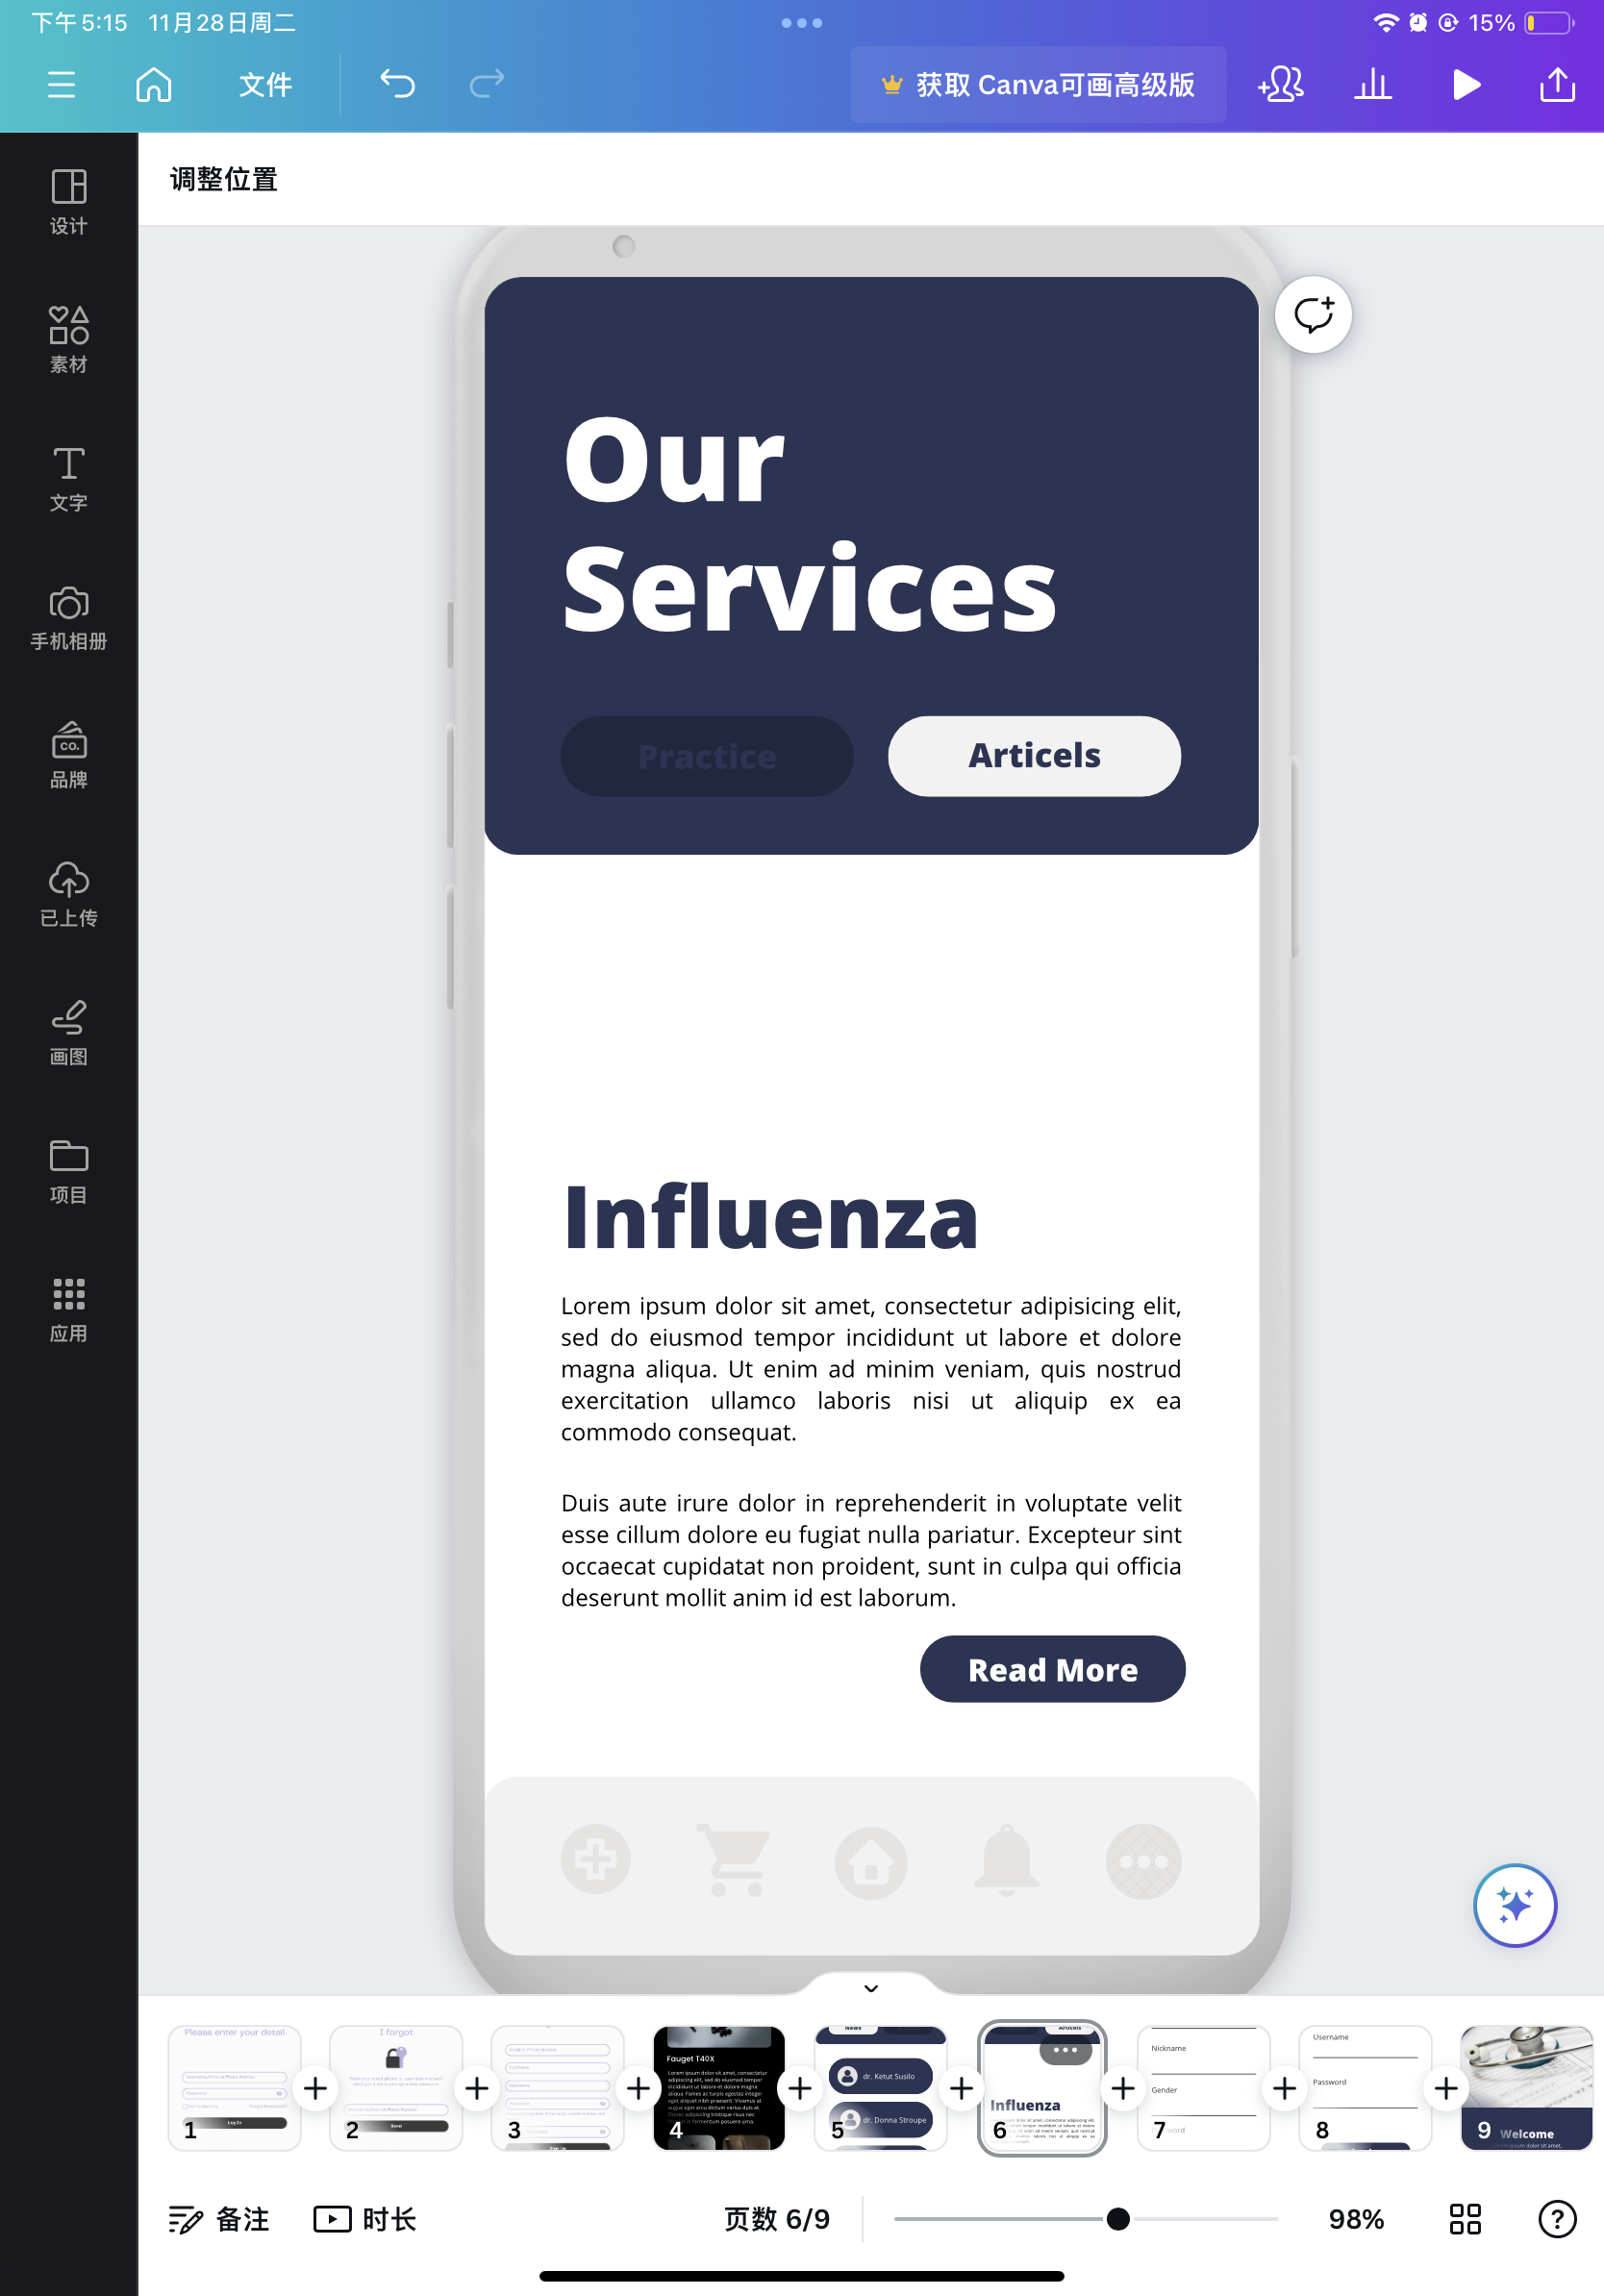 下午5:15 11月28日周二
15%
文件
获取 Canva可画高级版
调整位置
设计
素材
文字
手机相册
CO.
品牌
已上传
画图
项目
应用
Our
Services
Practice
Articels
Influenza
Lorem ipsum dolor sit amet, consectetur adipisicing elit,
sed do eiusmod tempor incididunt ut labore et dolore
magna aliqua. Ut enim ad minim veniam, quis nostrud
exercitation ullamco laboris nisi ut aliquip ex ea
commodo consequat.
Duis aute irure dolor in reprehenderit in voluptate velit
esse cillum dolore eu fugiat nulla pariatur. Excepteur sint
occaecat cupidatat non proident, sunt in culpa qui officia
deserunt mollit anim id est laborum.
Read More
Please enter your detail
Log In
1
I forgot
Send
2
3
Fauget T40X
4
News
dr. Ketut Susilo
dr. Donna Stroupe
5
Articels
Influenza
6
Nickname
Gender
7
Username
Password
8
9
Welcome
备注
时长
页数 6/9
98%